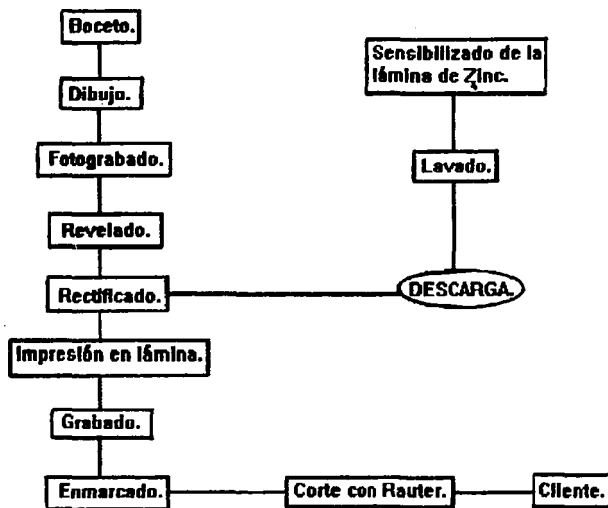 Boceto.
Dibujo.
Fotograbado.
Revelado.
Rectificado.
Impresión en lámina.
Grabado.
Enmarcado.
Sensibilizado de la
lámina de Zinc.
Lavado.
DESCARGA.
Corte con Rauter.
Cliente.